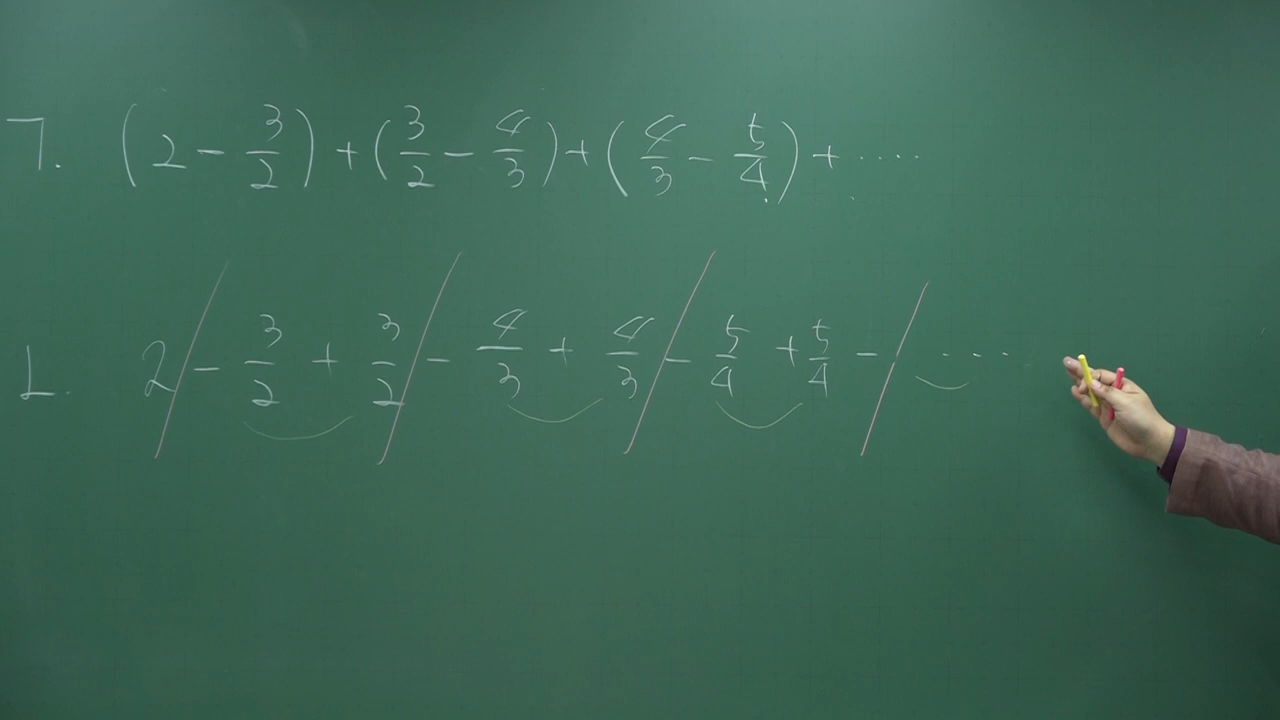 ㄱ. (2 - 3/2) + (3/2 - 4/3) + (4/3 - 5/4) + ·····
ㄴ. 2 / - 3/2 + 3/2 / - 4/3 + 4/3 / - 5/4 + 5/4 - / ····